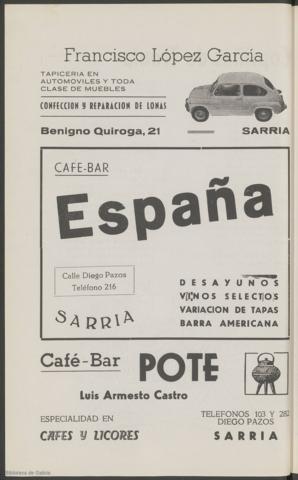 Francisco López García
TAPICERIA EN
AUTOMOVILES Y TODA
CLASE DE MUEBLES
CONFECCION Y REPARACION DE LONAS
Benigno Quiroga, 21
SARRIA
CAFE-BAR
España
Calle Diego Pazos
Teléfono 216
SARRIA
DESAYUNOS
VINOS SELECTOS
VARIACION DE TAPAS
BARRA AMERICANA
Café-Bar POTE
Luis Armesto Castro
ESPECIALIDAD EN
CAFES Y LICORES
TELEFONOS 103 Y 282
DIEGO PAZOS
SARRIA
Biblioteca de Galicia